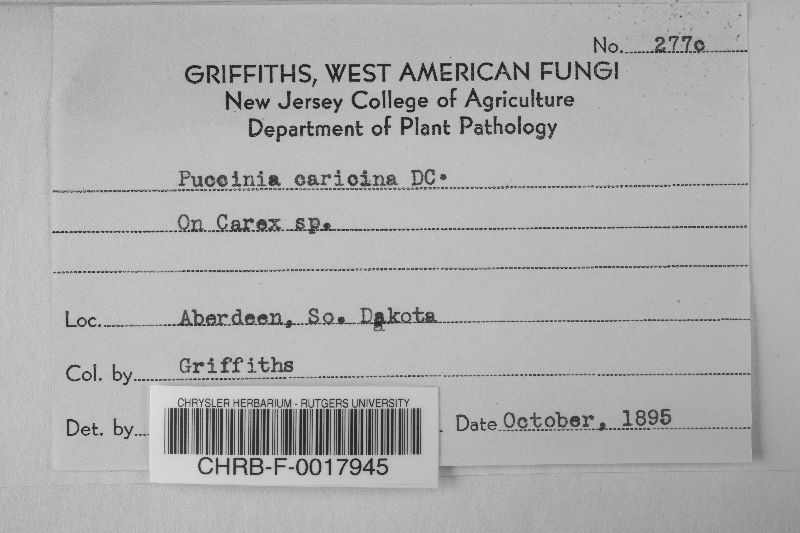 No. 277c
GRIFFITHS, WEST AMERICAN FUNGI
New Jersey College of Agriculture
Department of Plant Pathology
Puccinia caricina DC.
On Carex sp.
Loc. Aberdeen, So. Dakota
Col. by Griffiths
Det. by
Date October, 1895
CHRYSLER HERBARIUM - RUTGERS UNIVERSITY
CHRB-F-0017945